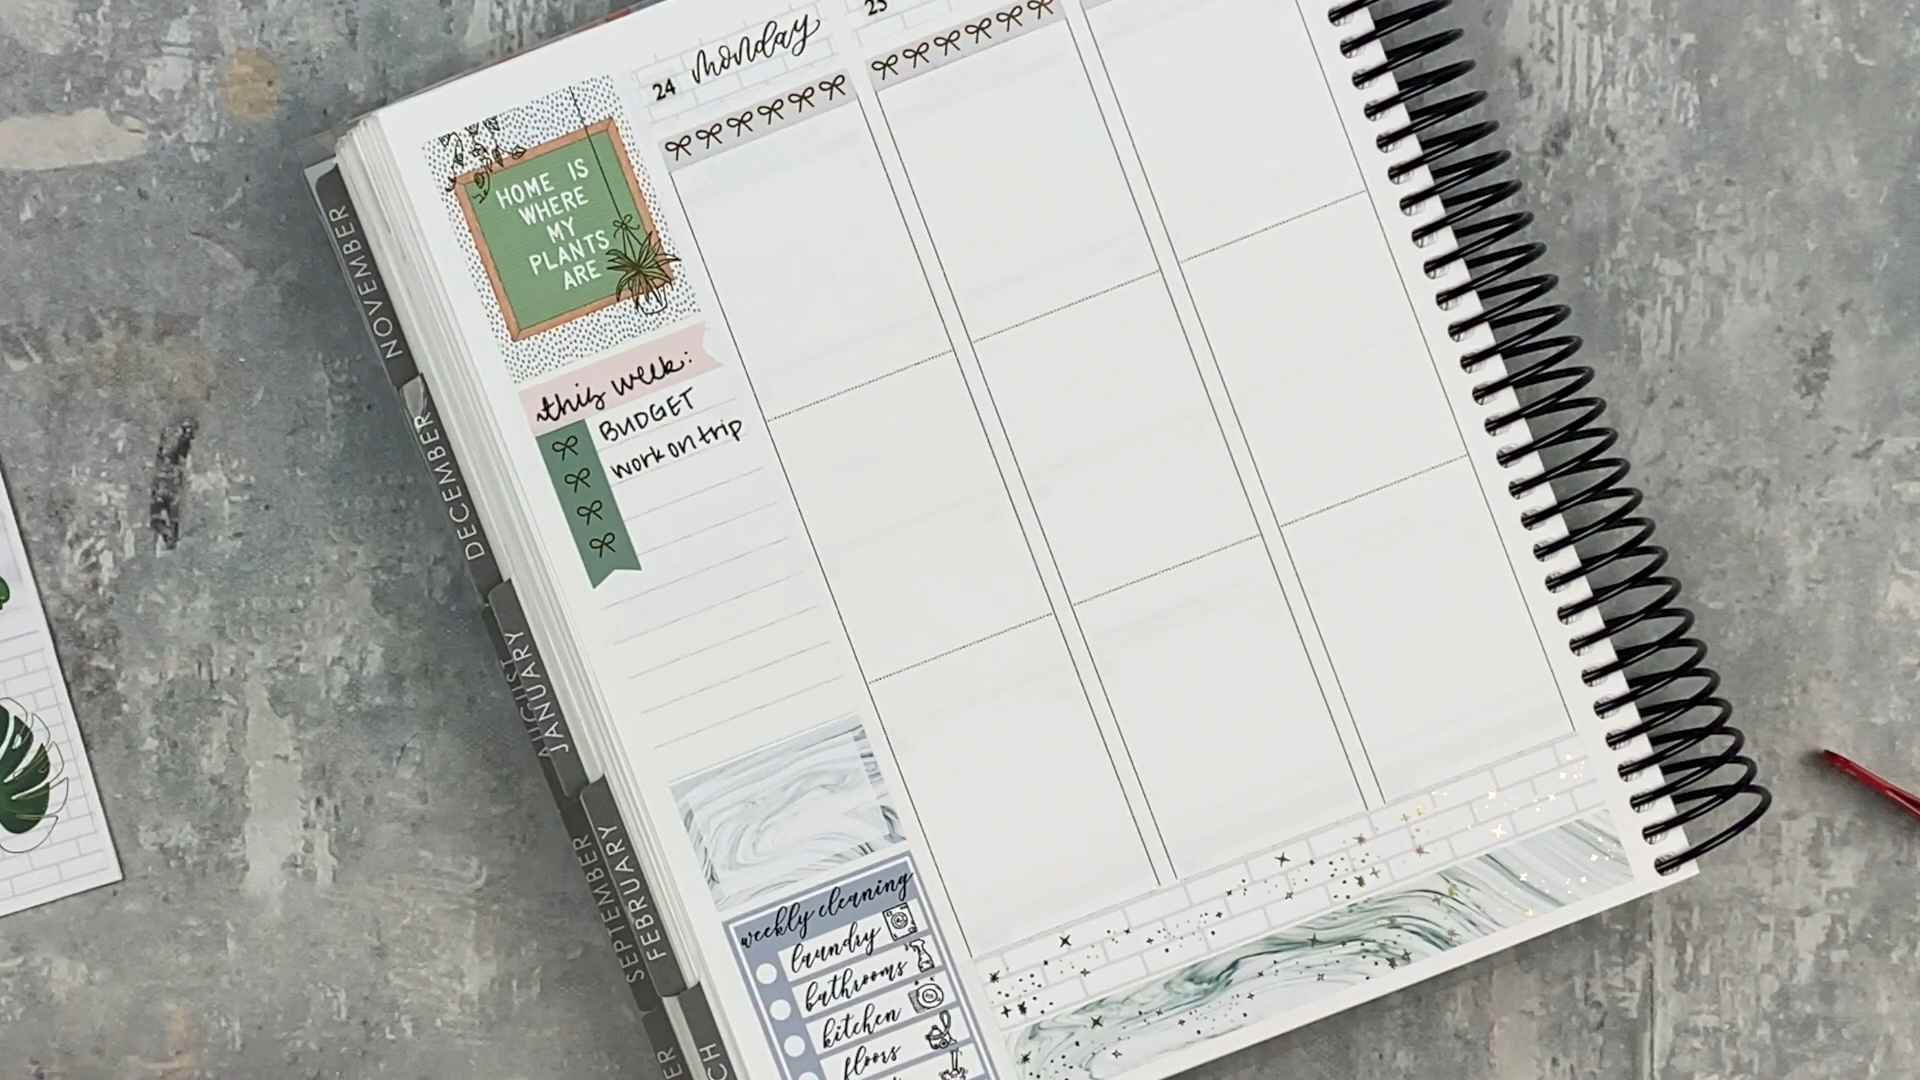 24 monday
25
HOME IS
WHERE
MY
PLANTS
ARE
this week:
BUDGET
work on trip
weekly cleaning
laundry
bathrooms
kitchen
floors
NOVEMBER
DECEMBER
AUGUST
JANUARY
SEPTEMBER
FEBRUARY